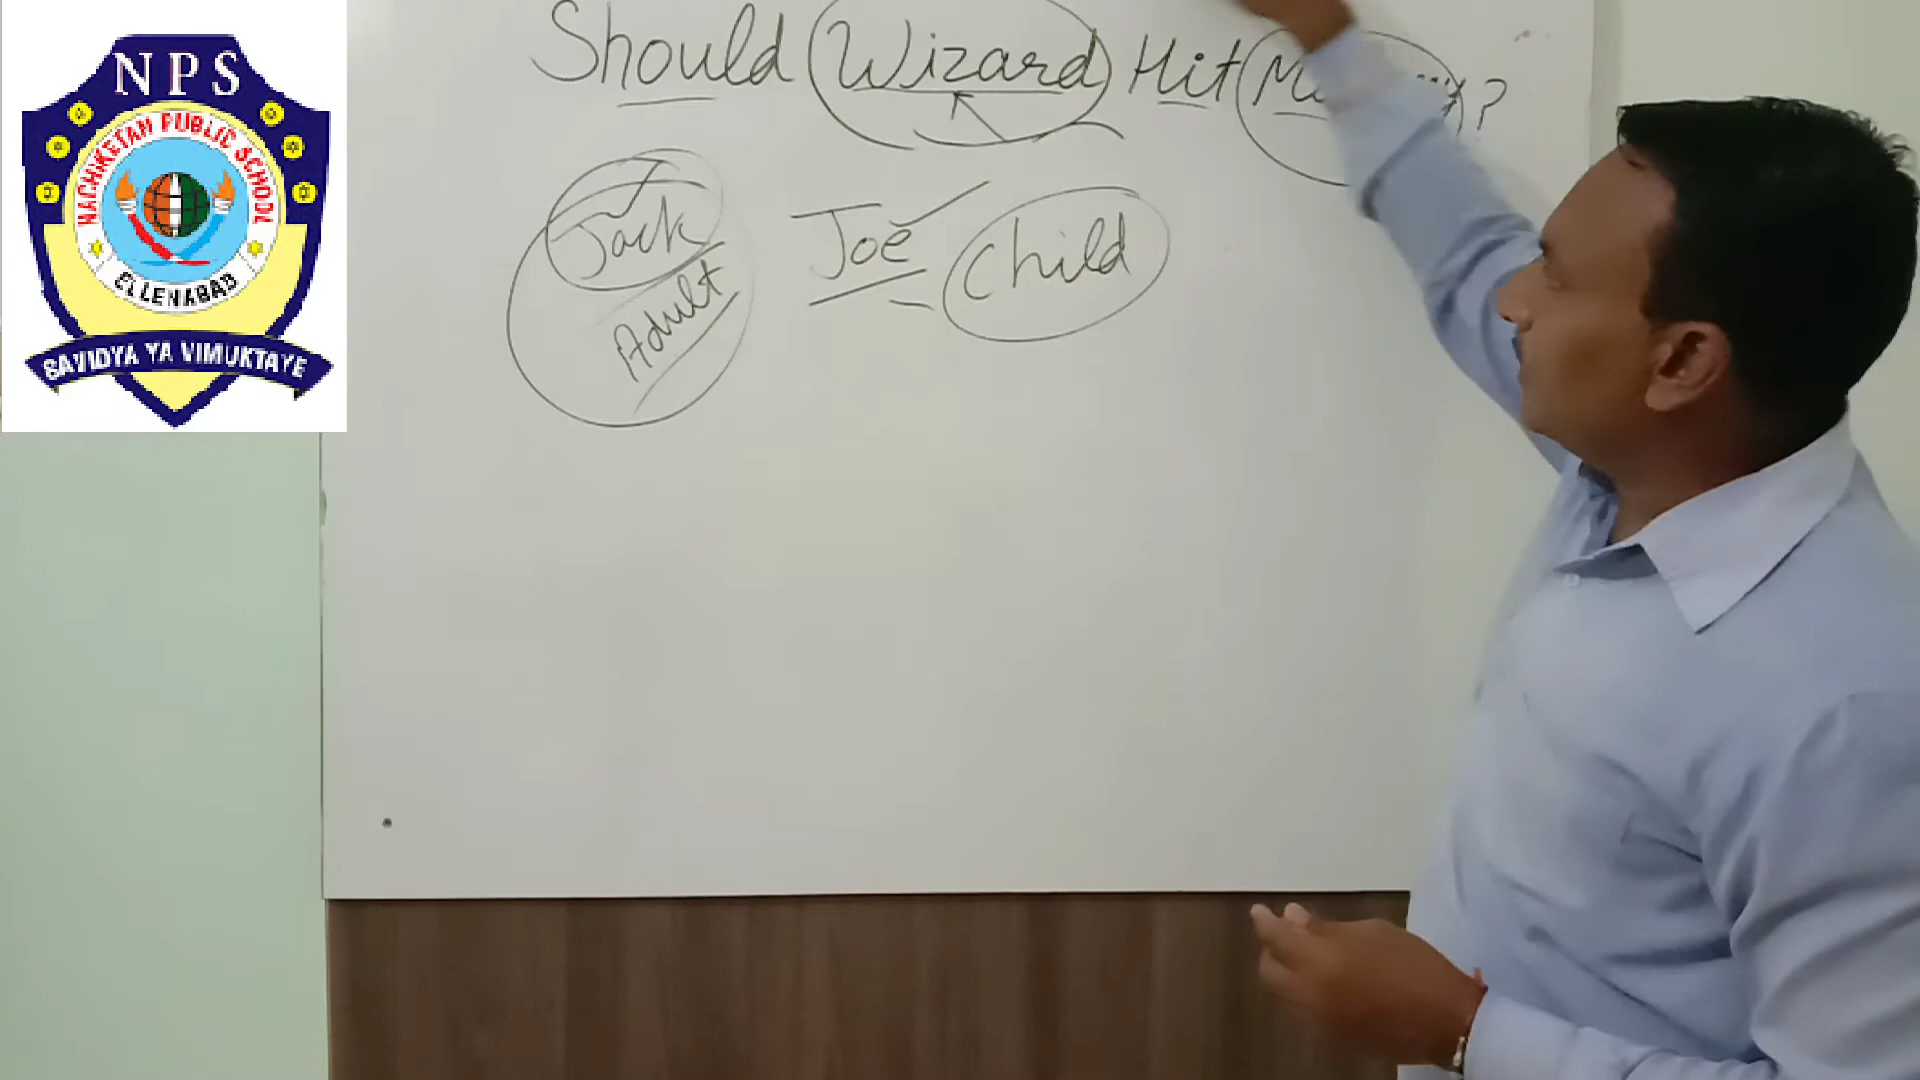 NPS
NACHIKETAN PUBLIC SCHOOL
ELLENABAD
SAVIDYA YA VIMUKTAYE
Should Wizard Hit ?
Jack Joe Child
Adult